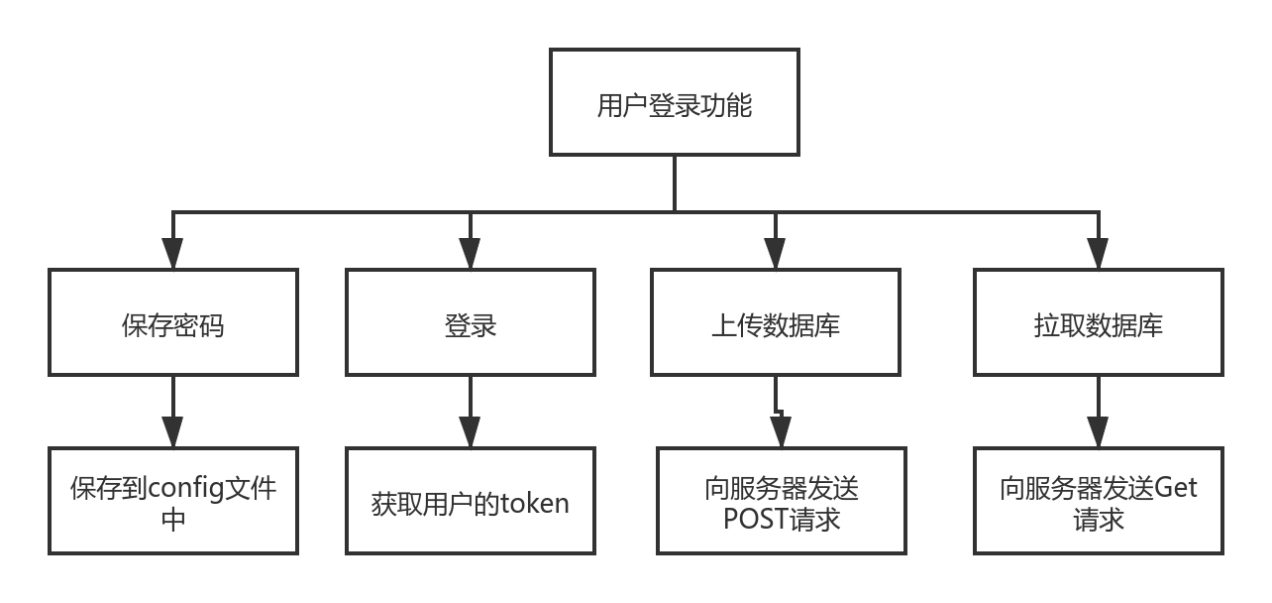 用户登录功能
保存密码
登录
上传数据库
拉取数据库
保存到config文件
中
获取用户的token
向服务器发送
POST请求
向服务器发送Get
请求